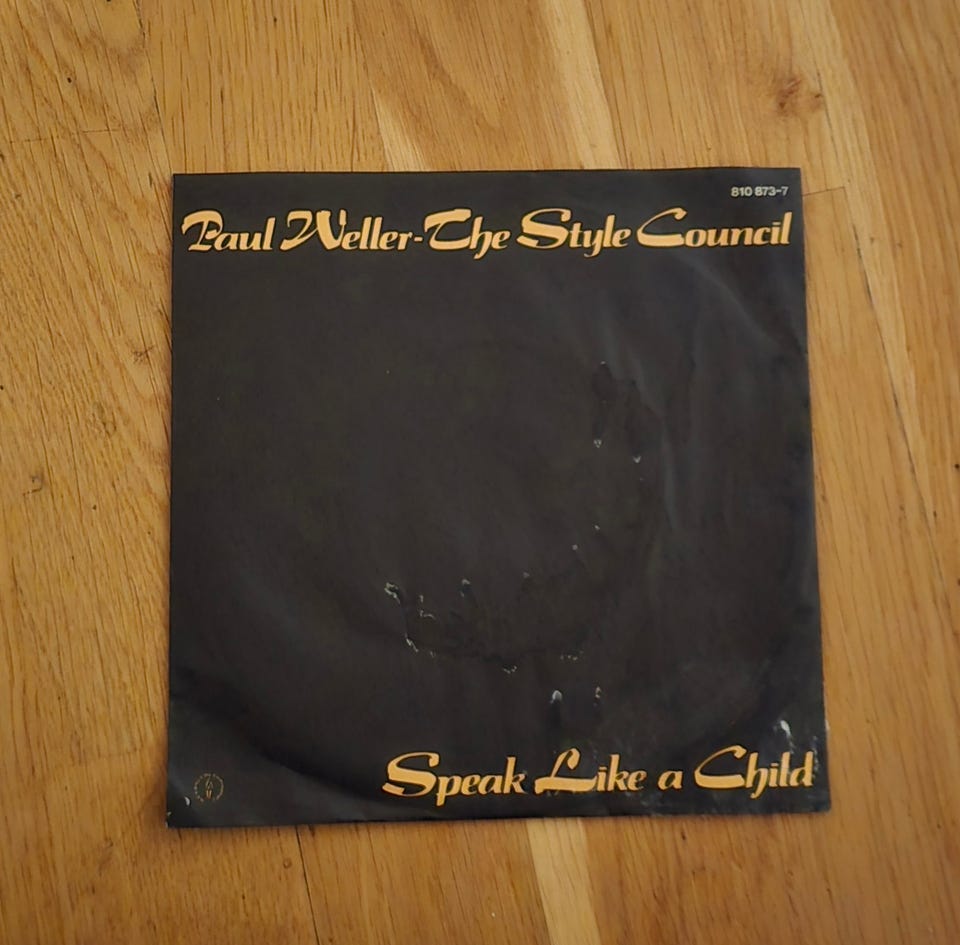 810 873-7
Paul Weller-The Style Council
Speak Like a Child